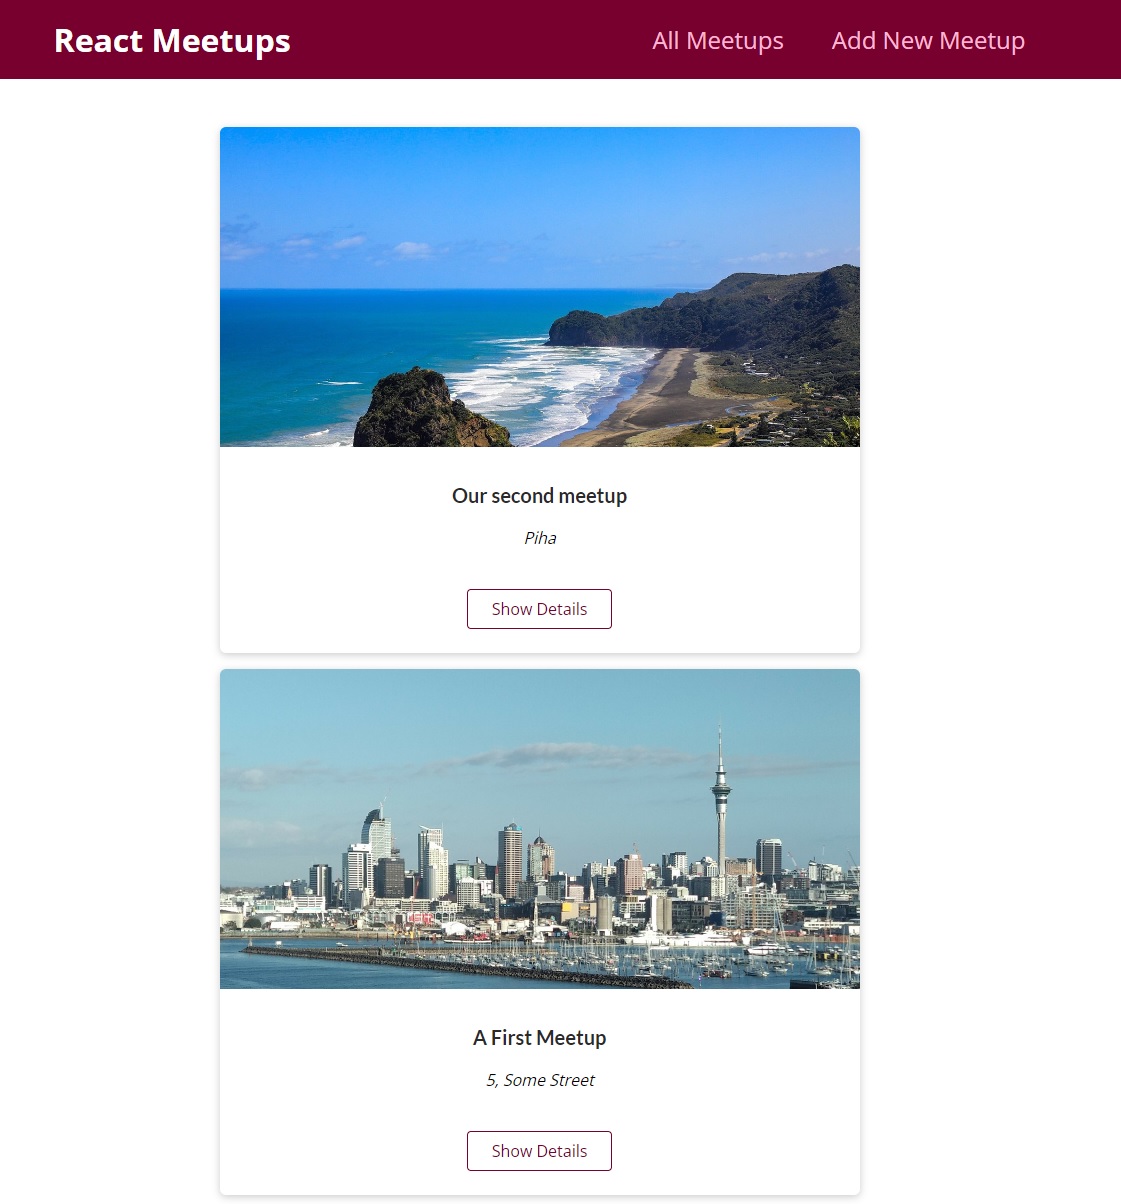 React Meetups
All Meetups
Add New Meetup
Our second meetup
Piha
Show Details
A First Meetup
5, Some Street
Show Details